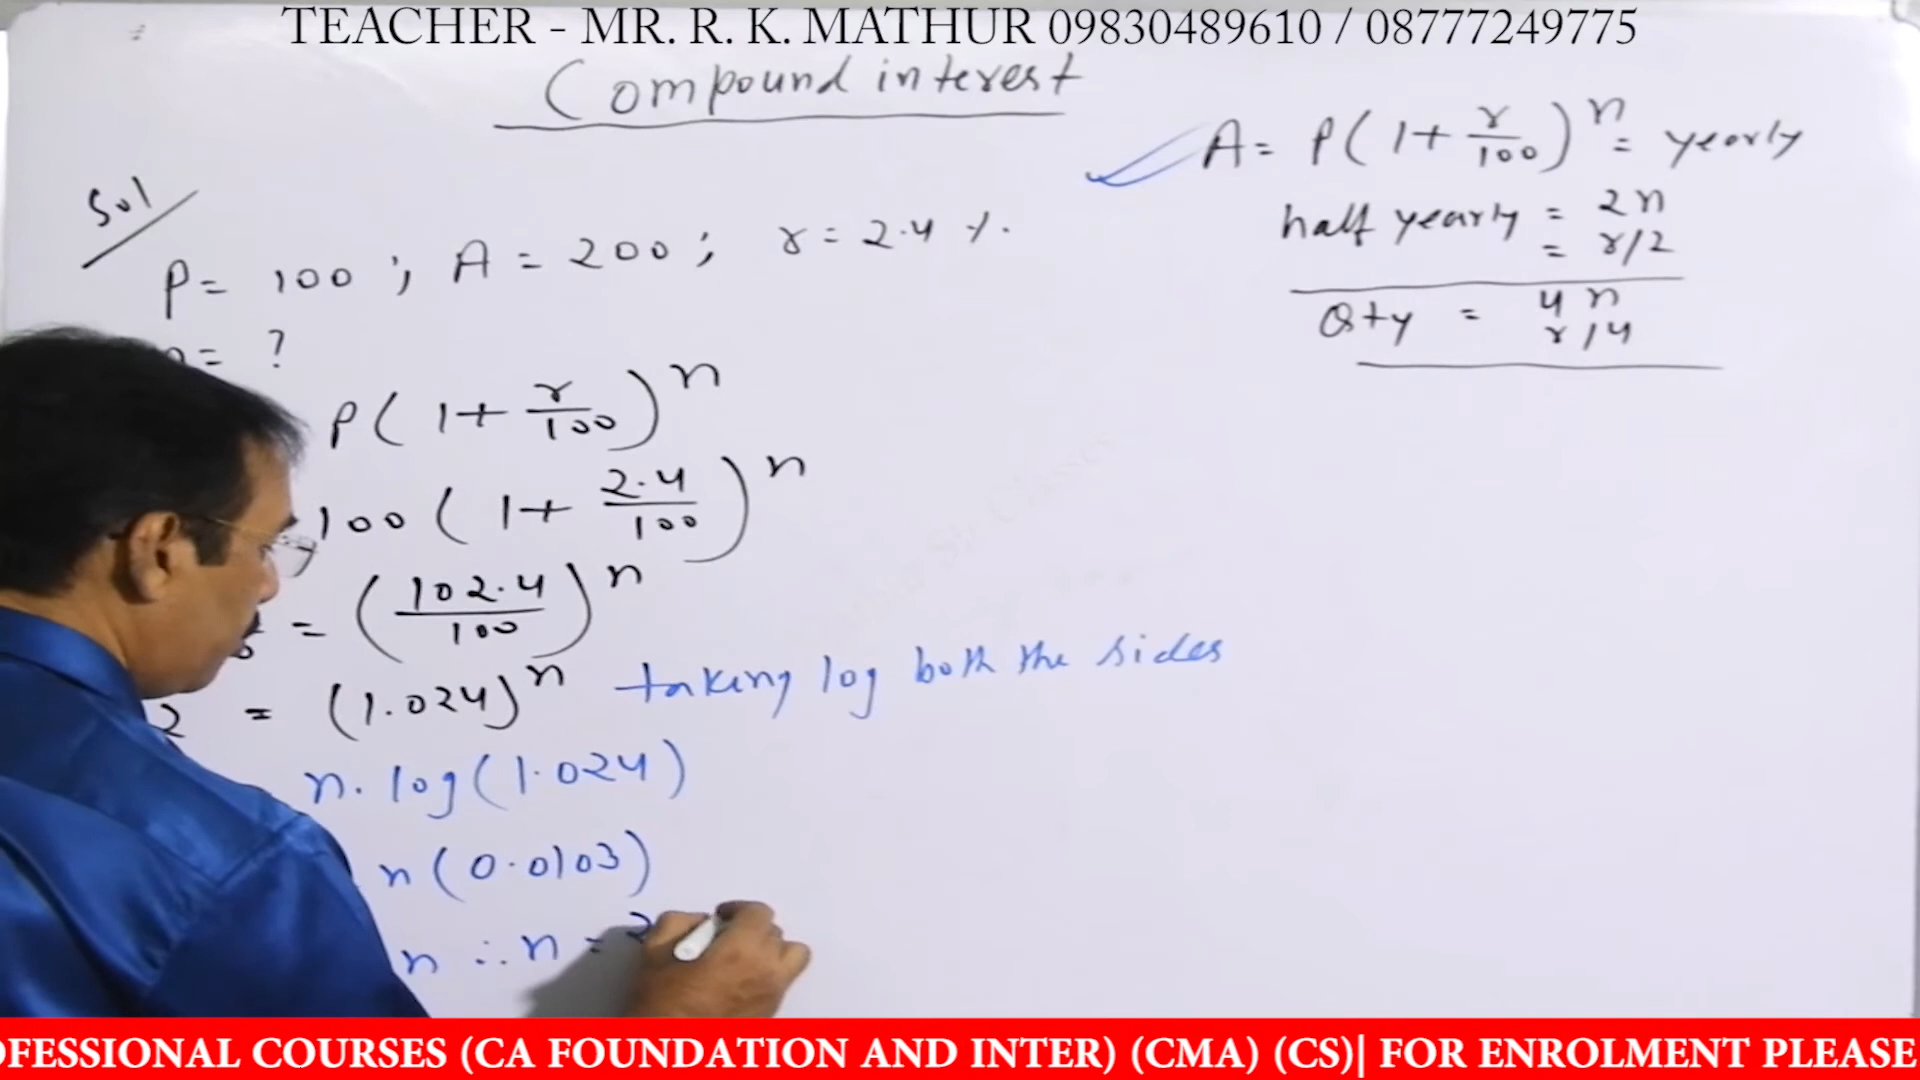 TEACHER - MR. R. K. MATHUR 09830489610 / 08777249775
Compound interest
A = P(1+r/100)^n = yearly
half yearly = 2n
= r/2
Qty = 4n
r/4
Sol
P = 100 ; A = 200 ; r = 2.4 %.
= ?
P(1+r/100)^n
100(1+2.4/100)^n
= (102.4/100)^n
2 = (1.024)^n taking log both the sides
n. log(1.024)
n(0.0103)
n ∴ n = 2
OFESSIONAL COURSES (CA FOUNDATION AND INTER) (CMA) (CS)| FOR ENROLMENT PLEASE